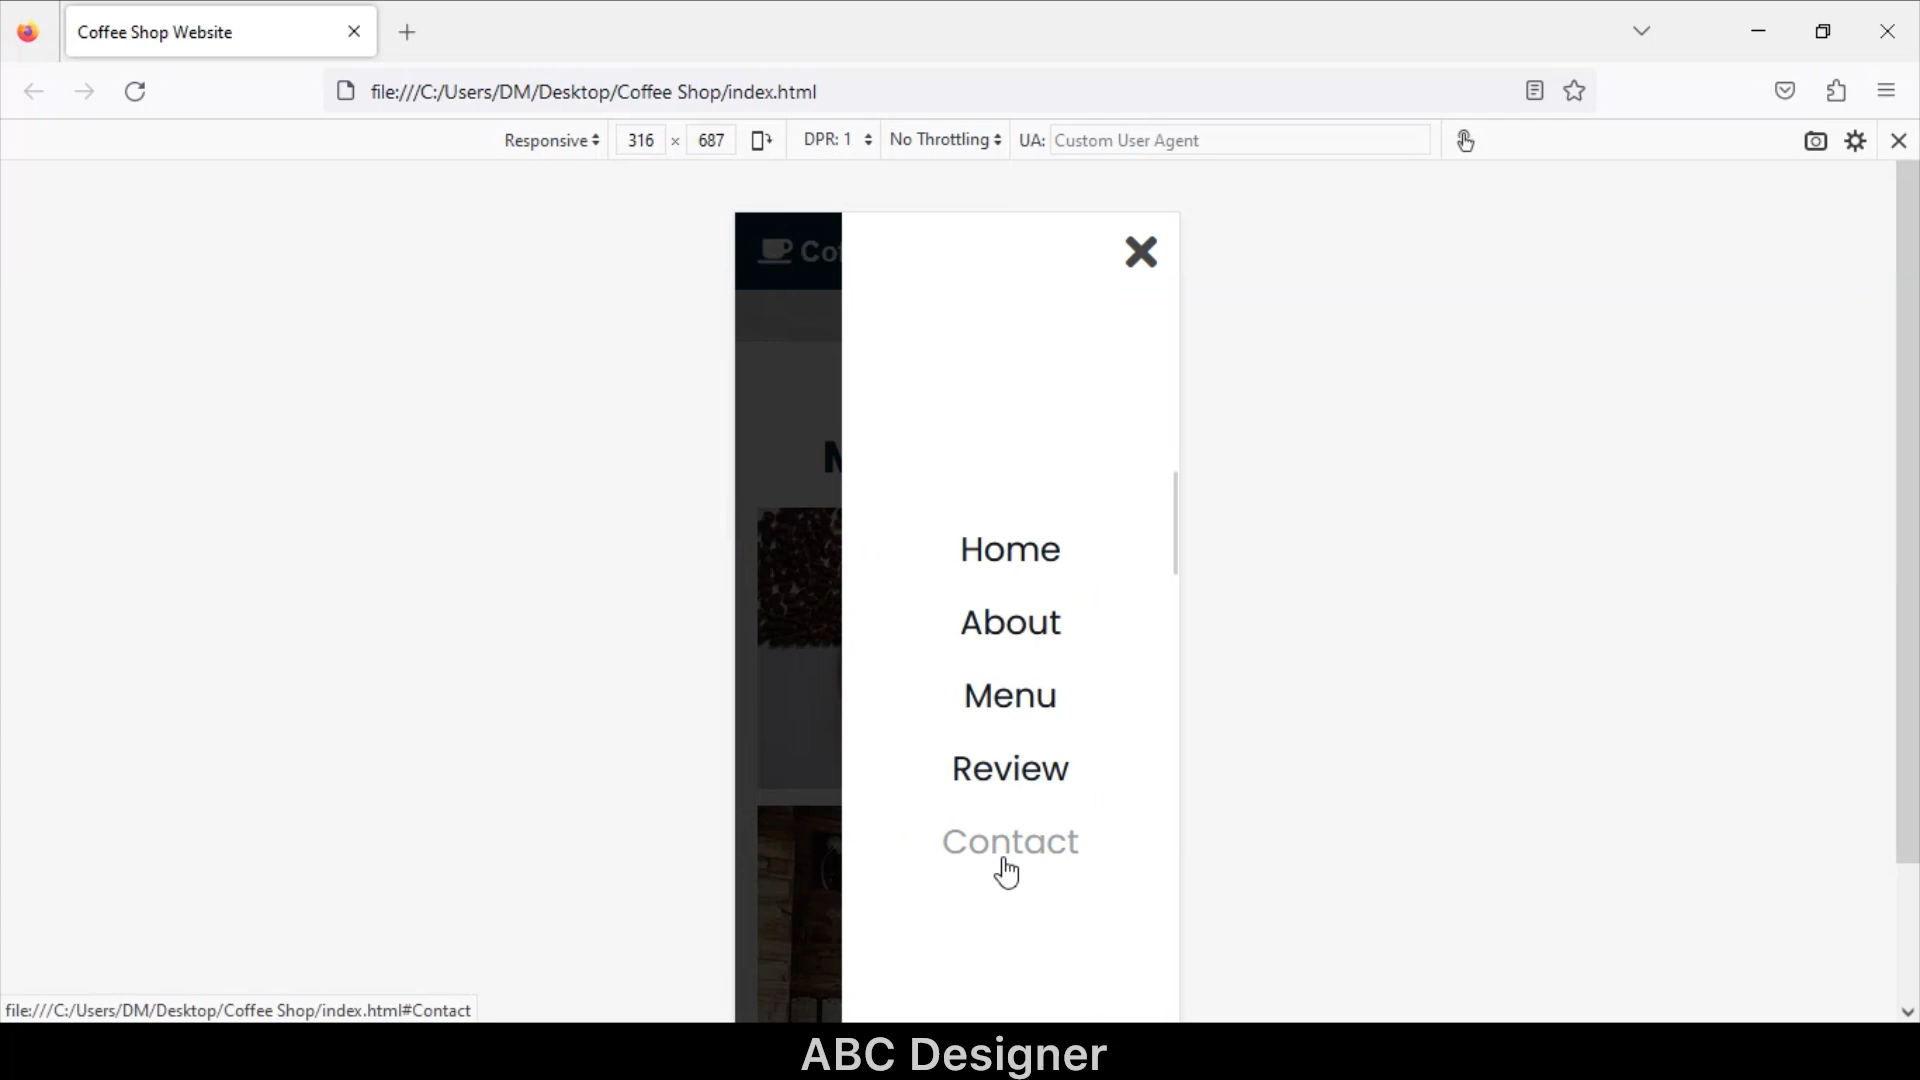 Coffee Shop Website
file:///C:/Users/DM/Desktop/Coffee Shop/index.html
Responsive 316 × 687 DPR: 1 No Throttling UA: Custom User Agent
Home
About
Menu
Review
Contact
file:///C:/Users/DM/Desktop/Coffee Shop/index.html#Contact
ABC Designer